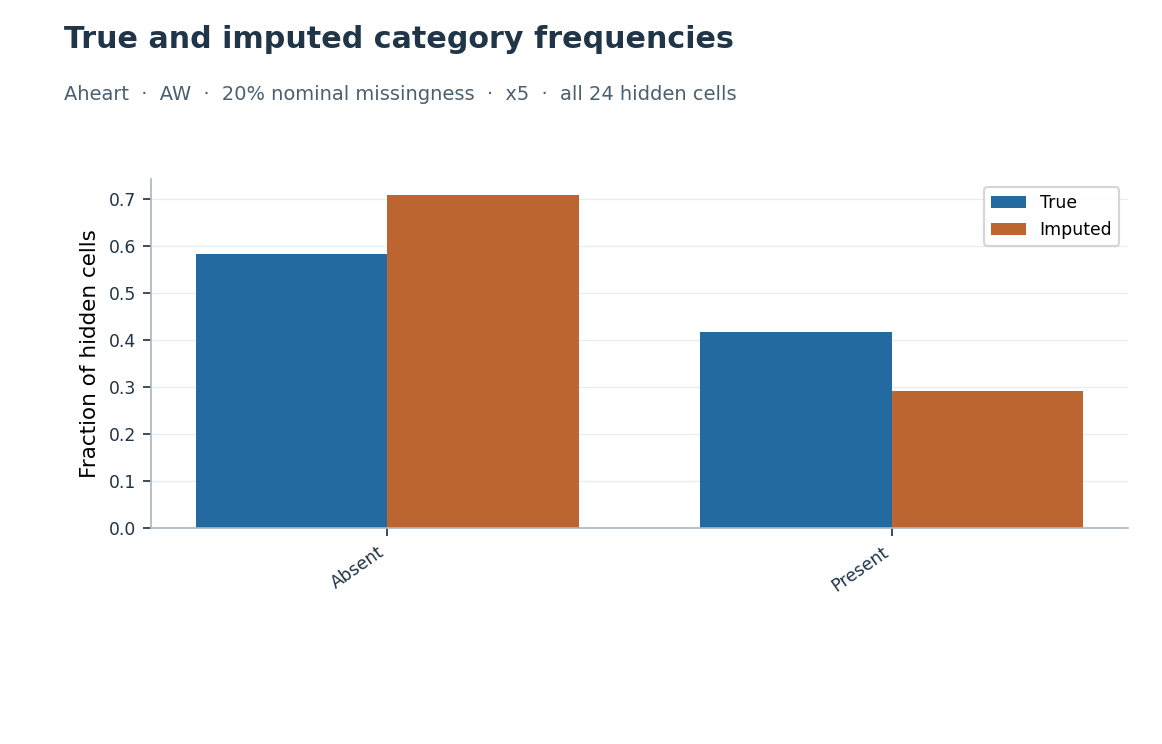 True and imputed category frequencies
Aheart · AW · 20% nominal missingness · x5 · all 24 hidden cells
Fraction of hidden cells
0.7
0.6
0.5
0.4
0.3
0.2
0.1
0.0
True
Imputed
Absent
Present